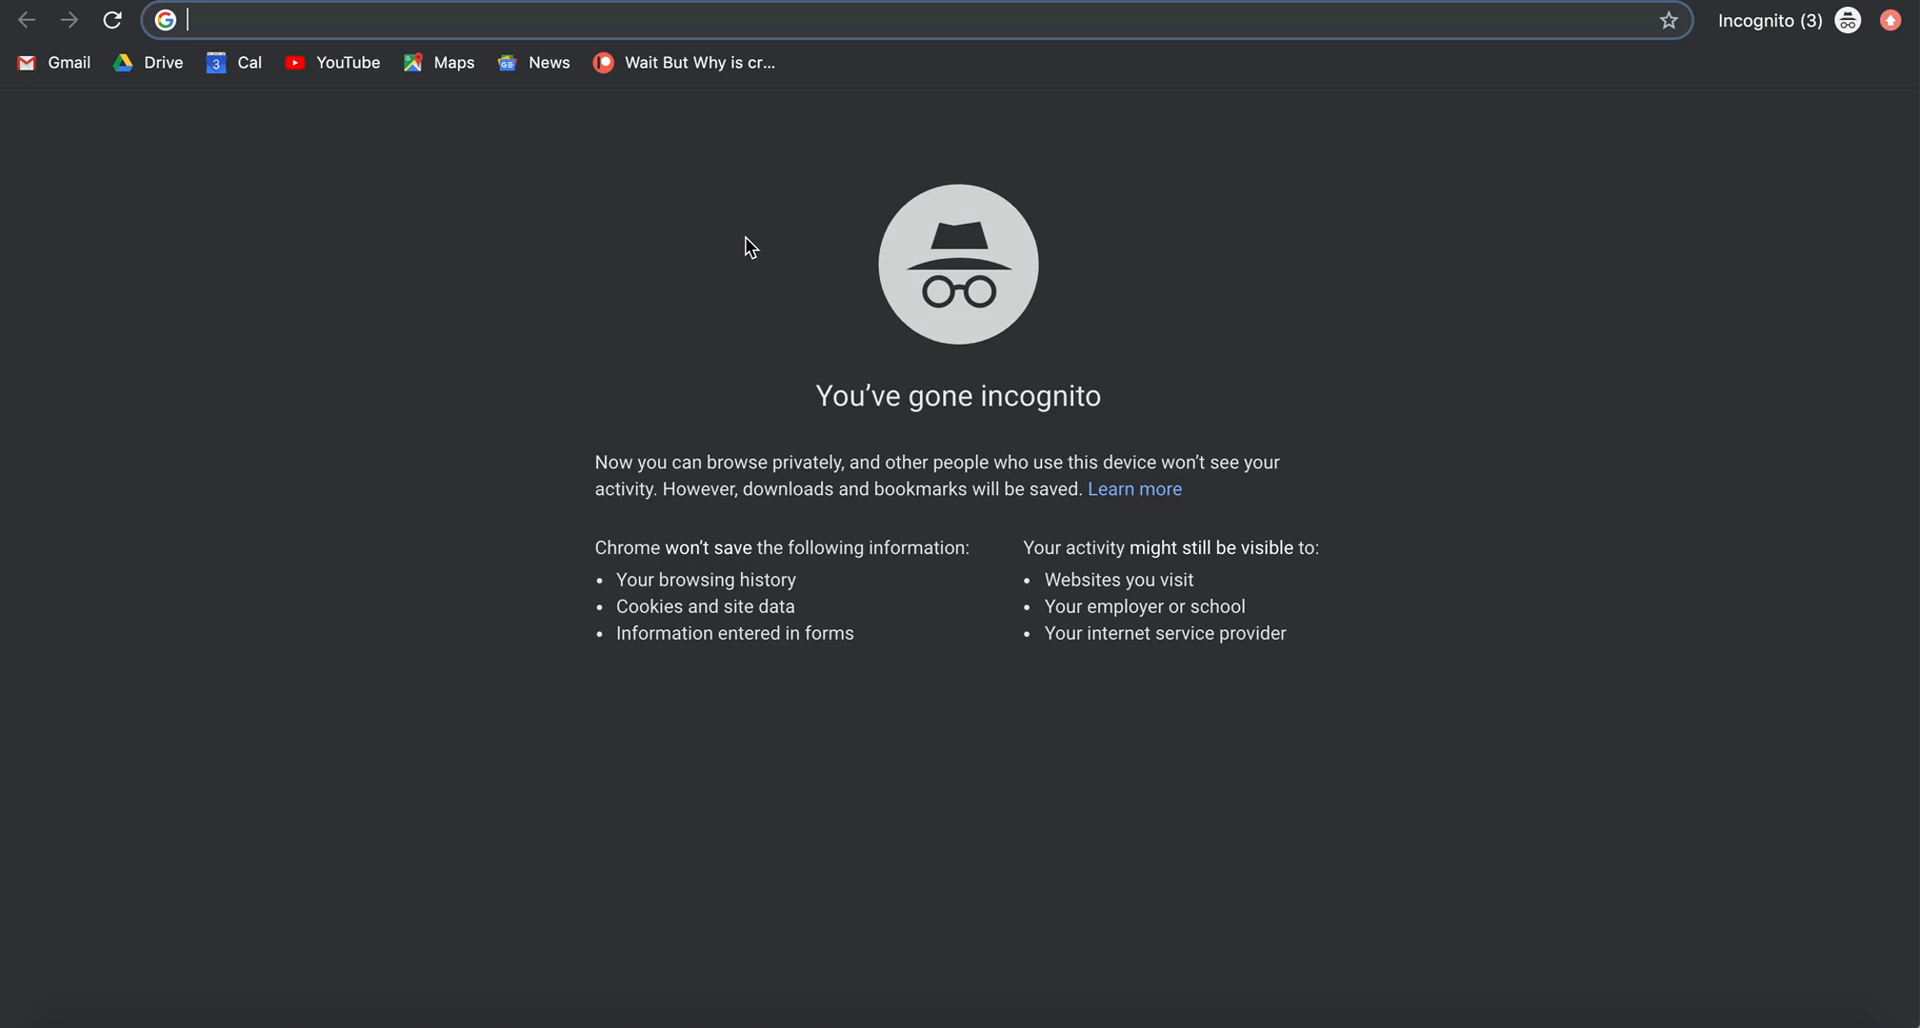 Incognito (3)
Gmail Drive 3 Cal YouTube Maps GE News Wait But Why is cr...
You've gone incognito
Now you can browse privately, and other people who use this device won't see your
activity. However, downloads and bookmarks will be saved. Learn more
Chrome won't save the following information:
• Your browsing history
• Cookies and site data
• Information entered in forms
Your activity might still be visible to:
• Websites you visit
• Your employer or school
• Your internet service provider